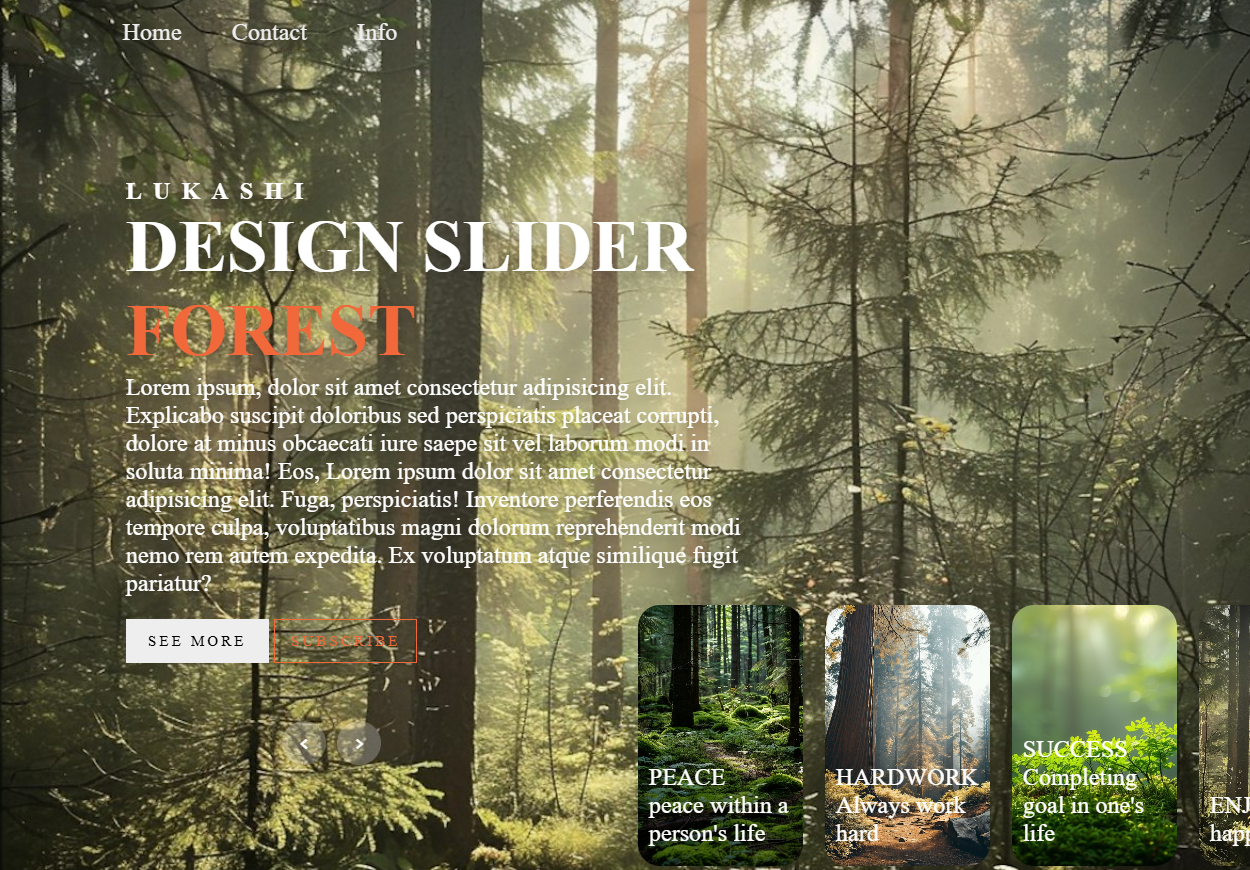 Home Contact Info
LUKASHI
DESIGN SLIDER
FOREST
Lorem ipsum, dolor sit amet consectetur adipisicing elit.
Explicabo suscipit doloribus sed perspiciatis placeat corrupti,
dolore at minus obcaecati iure saepe sit vel laborum modi in
soluta minima! Eos, Lorem ipsum dolor sit amet consectetur
adipisicing elit. Fuga, perspiciatis! Inventore perferendis eos
tempore culpa, voluptatibus magni dolorum reprehenderit modi
nemo rem autem expedita. Ex voluptatum atque similique fugit
pariatur?
SEE MORE SUBSCRIBE
PEACE
peace within a
person's life
HARDWORK
Always work
hard
SUCCESS
Completing
goal in one's
life